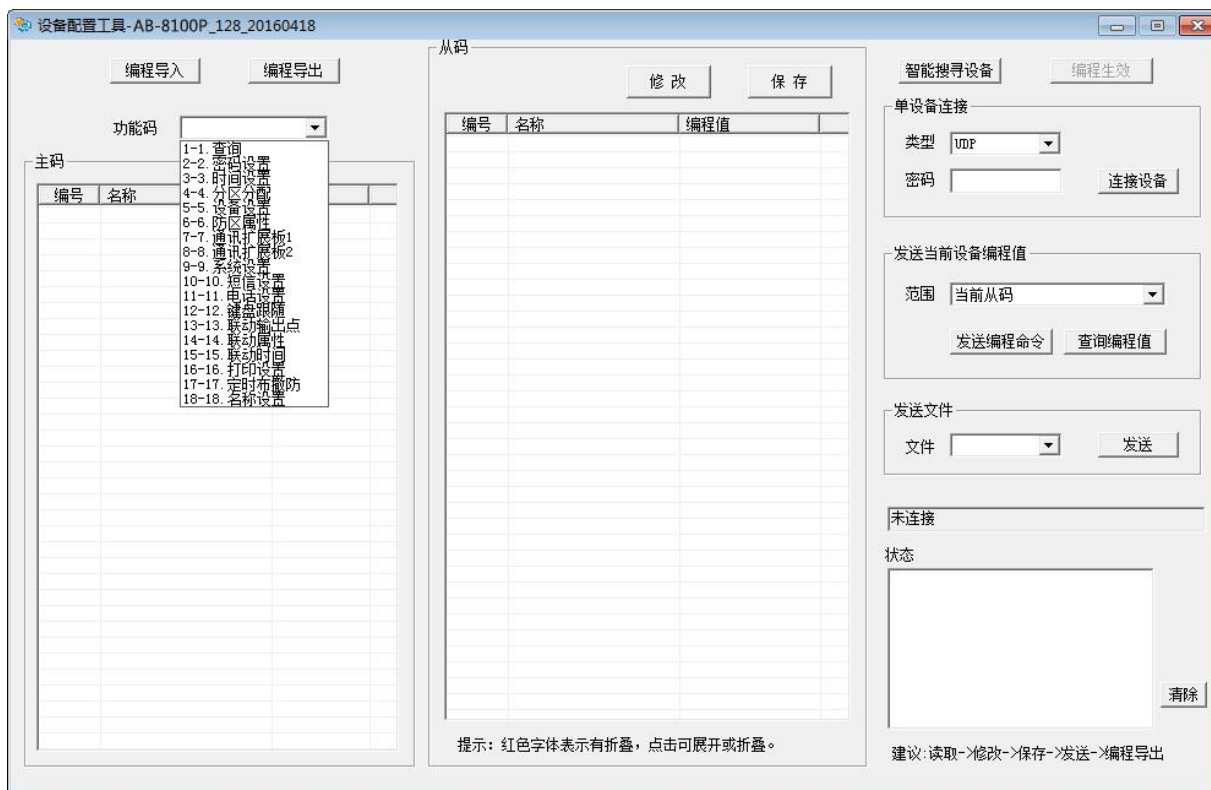 设备配置工具-AB-8100P_128_20160418
编程导入
编程导出
功能码
1-1. 查询
2-2. 密码设置
3-3. 时间设置
4-4. 分区分配
5-5. 设备设置
6-6. 防区属性
7-7. 通讯扩展板1
8-8. 通讯扩展板2
9-9. 系统设置
10-10. 短信设置
11-11. 电话设置
12-12. 键盘跟随
13-13. 联动输出点
14-14. 联动属性
15-15. 联动时间
16-16. 打印设置
17-17. 定时布撤防
18-18. 名称设置
主码
编号 名称
从码
修 改
保 存
编号 名称 编程值
提示：红色字体表示有折叠，点击可展开或折叠。
智能搜寻设备
编程生效
单设备连接
类型 UDP
密码
连接设备
发送当前设备编程值
范围 当前从码
发送编程命令
查询编程值
发送文件
文件
发送
未连接
状态
清除
建议:读取->修改->保存->发送->编程导出